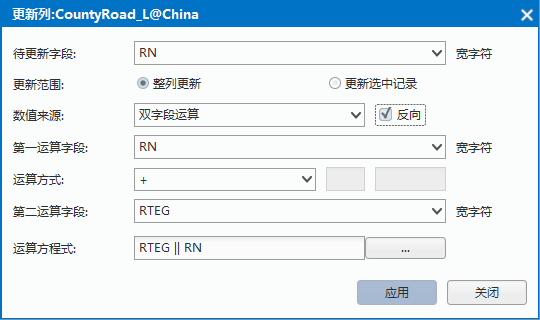 更新列:CountyRoad_L@China
待更新字段: RN 宽字符
更新范围: 整列更新 更新选中记录
数值来源: 双字段运算 反向
第一运算字段: RN 宽字符
运算方式: +
第二运算字段: RTEG 宽字符
运算方程式: RTEG || RN ...
应用 关闭